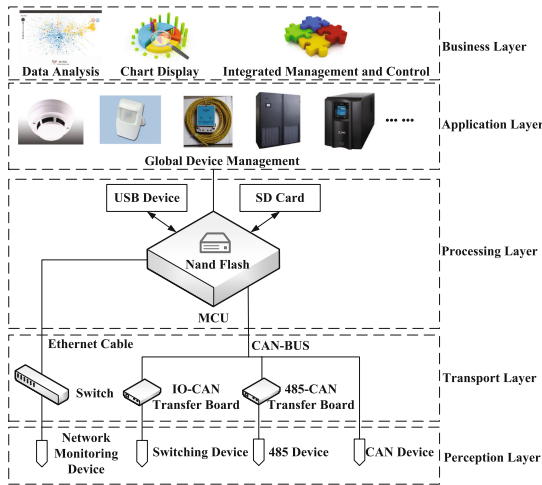 Business Layer
Data Analysis
Chart Display
Integrated Management and Control
Application Layer
... ...
Global Device Management
USB Device
SD Card
Nand Flash
Processing Layer
MCU
Ethernet Cable
CAN-BUS
Switch
IO-CAN
Transfer Board
485-CAN
Transfer Board
Transport Layer
Network
Monitoring
Device
Switching Device
485 Device
CAN Device
Perception Layer